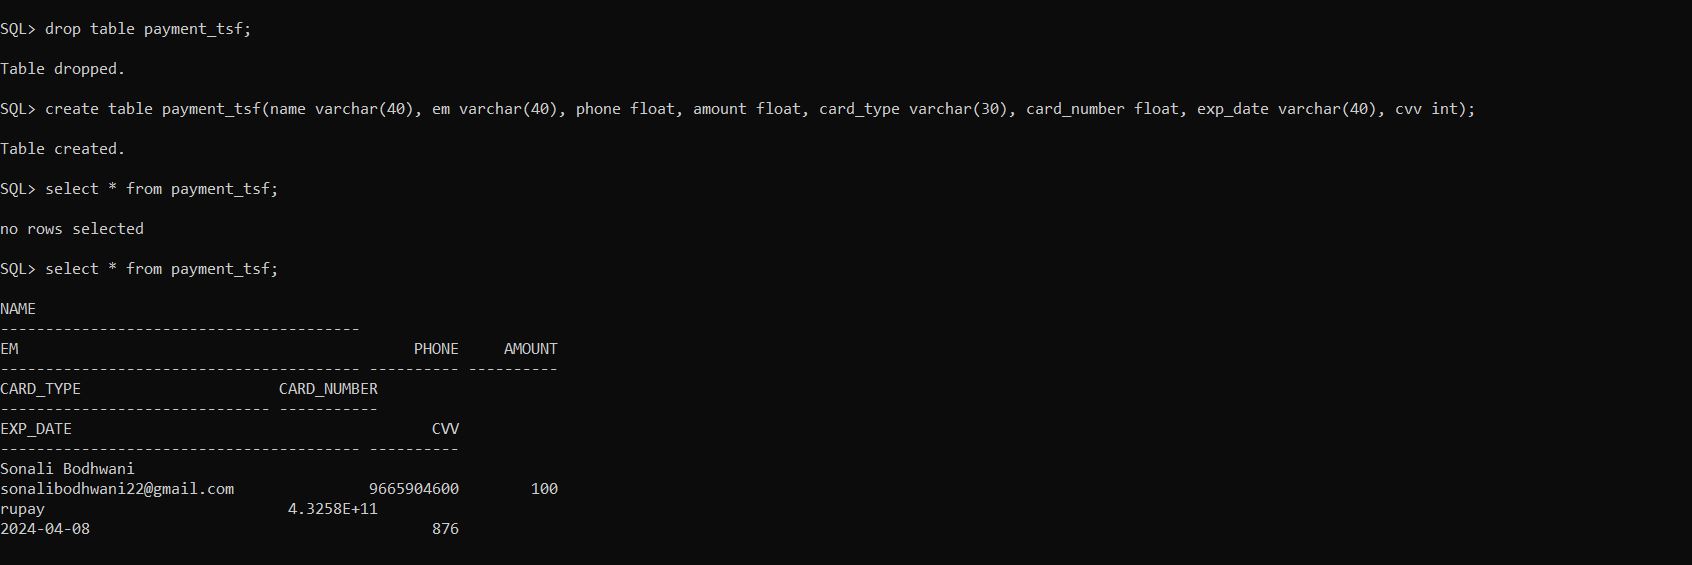 SQL> drop table payment_tsf;
Table dropped.
SQL> create table payment_tsf(name varchar(40), em varchar(40), phone float, amount float, card_type varchar(30), card_number float, exp_date varchar(40), cvv int);
Table created.
SQL> select * from payment_tsf;
no rows selected
SQL> select * from payment_tsf;
NAME
----------------------------------------
EM                                            PHONE     AMOUNT
---------------------------------------- ---------- ----------
CARD_TYPE                      CARD_NUMBER
------------------------------ -----------
EXP_DATE                                        CVV
---------------------------------------- ----------
Sonali Bodhwani
sonalibodhwani22@gmail.com               9665904600        100
rupay                           4.3258E+11
2024-04-08                                      876